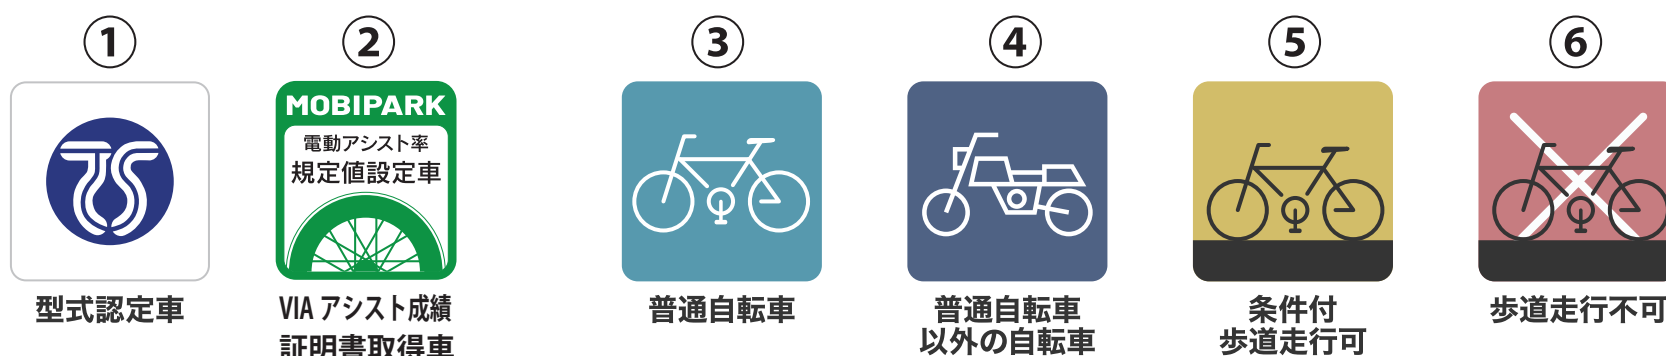 ① ② ③ ④ ⑤ ⑥
TS
MOBIPARK
電動アシスト率
規定値設定車
型式認定車
VIA アシスト成績
証明書取得車
普通自転車
普通自転車
以外の自転車
条件付
歩道走行可
歩道走行不可